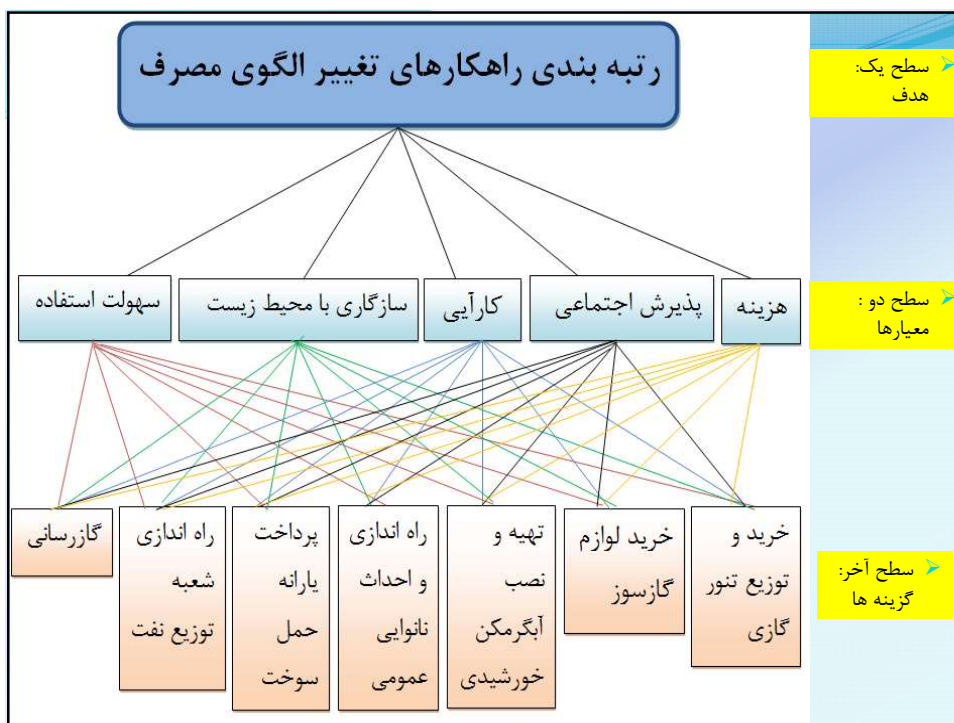 رتبه بندی راهکارهای تغییر الگوی مصرف
سطح یک:
هدف
هزینه
پذیرش اجتماعی
کارآیی
سازگاری با محیط زیست
سهولت استفاده
سطح دو :
معیارها
خرید و
توزیع تنور
گازی
خرید لوازم
گازسوز
تهیه و
نصب
آبگرمکن
خورشیدی
راه اندازی
و احداث
نانوایی
عمومی
پرداخت
یارانه
حمل
سوخت
راه اندازی
شعبه
توزیع نفت
گازرسانی
سطح آخر:
گزینه ها